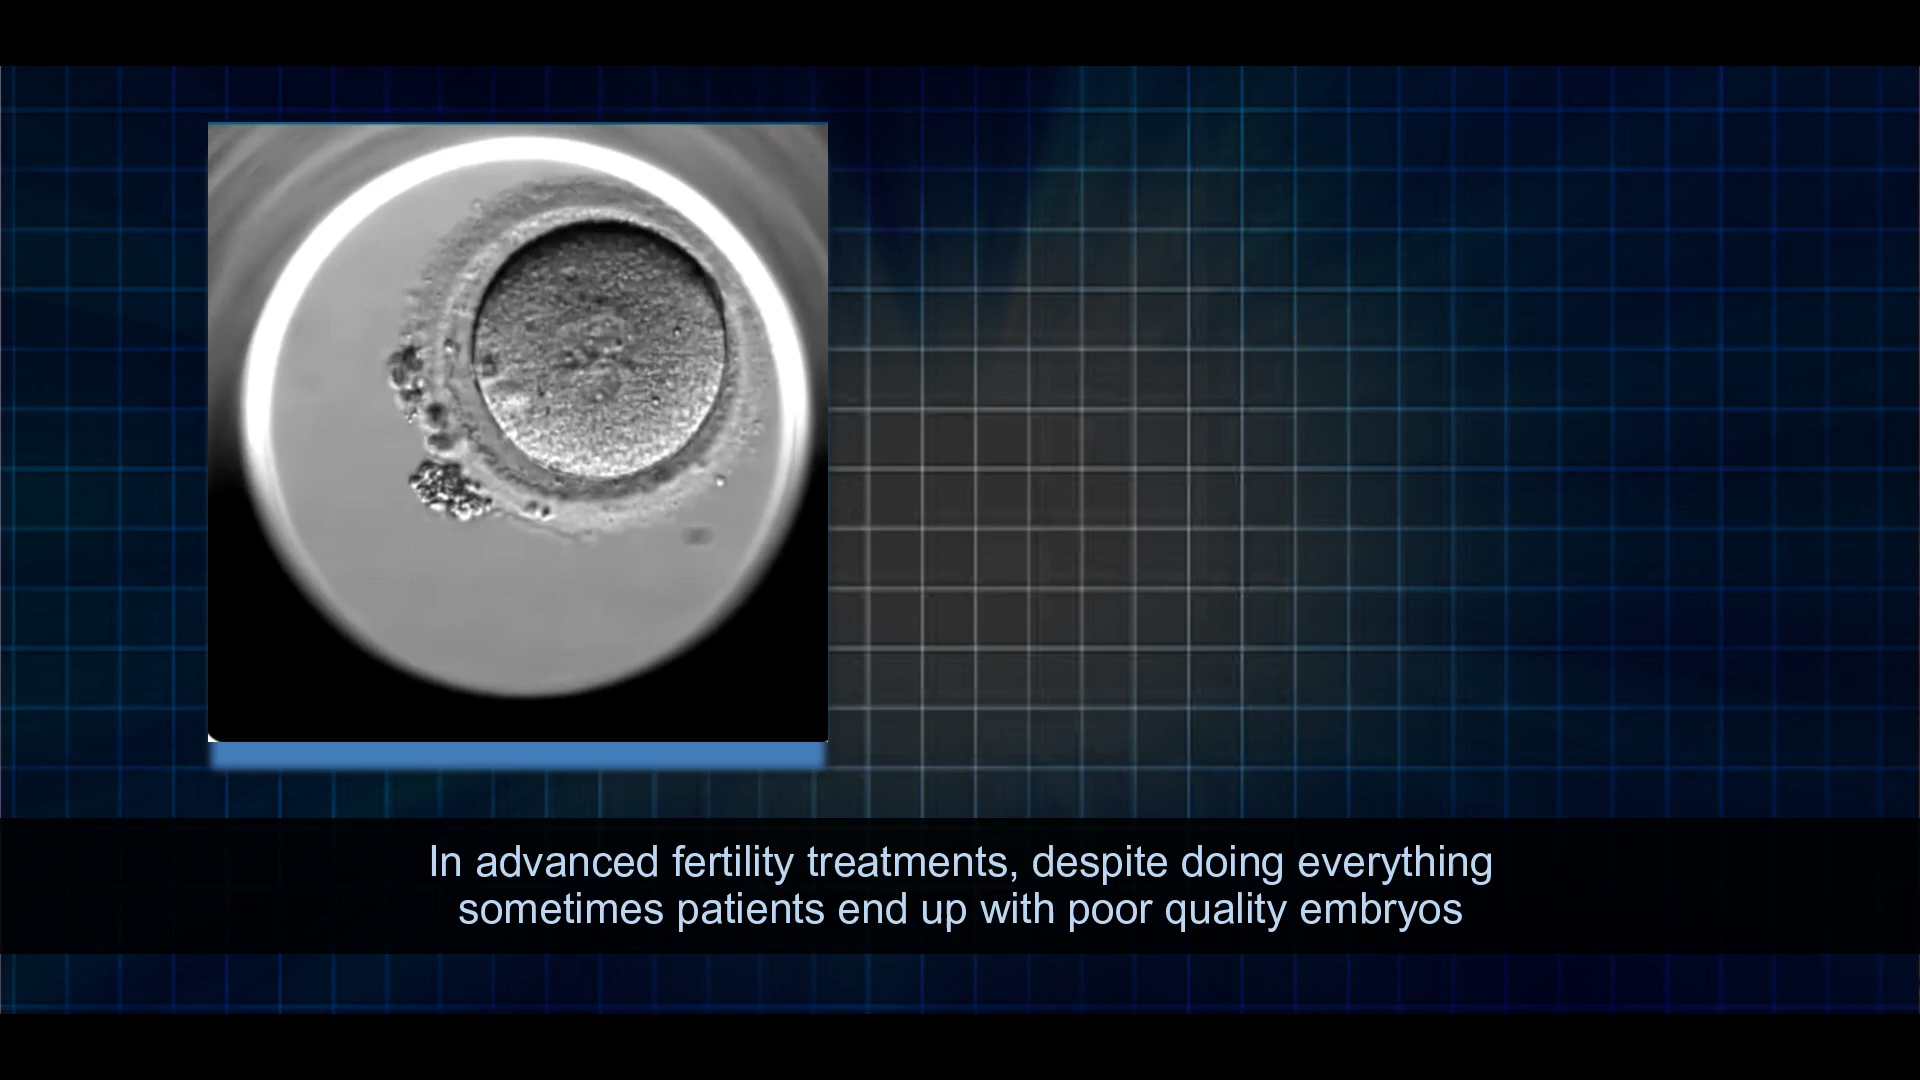 In advanced fertility treatments, despite doing everything
sometimes patients end up with poor quality embryos